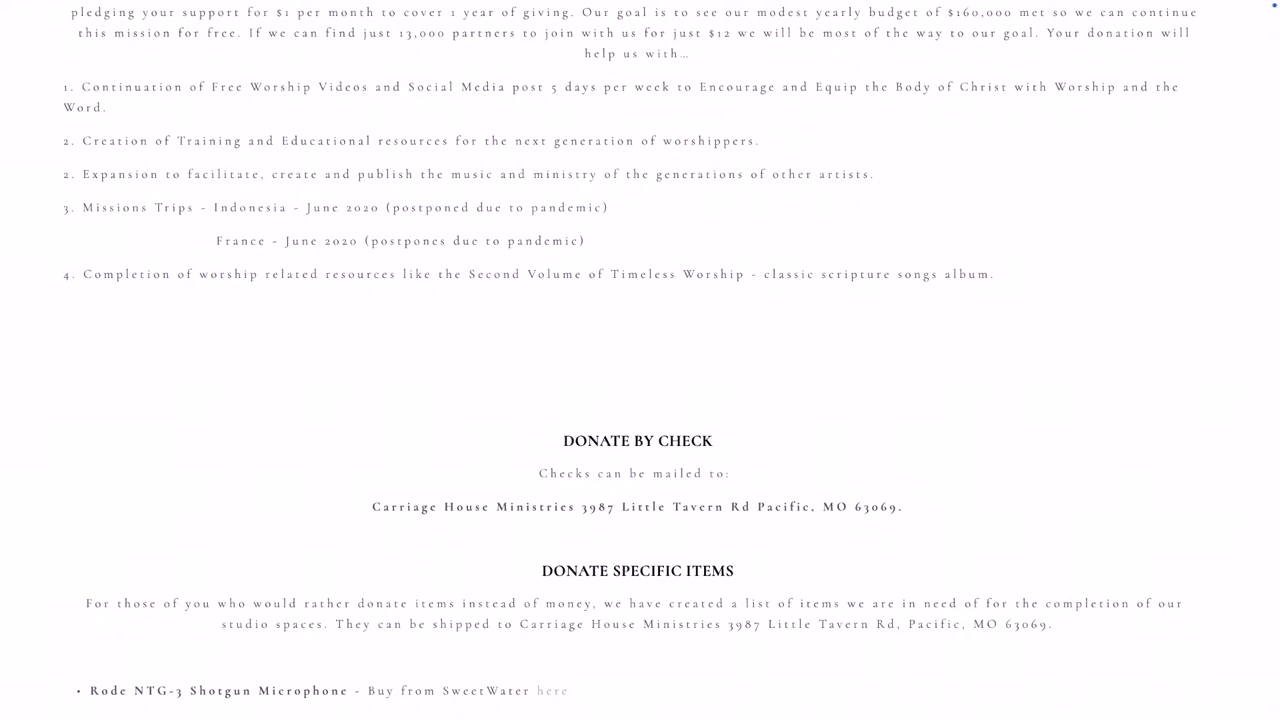 pledging your support for $1 per month to cover 1 year of giving. Our goal is to see our modest yearly budget of $160,000 met so we can continue
this mission for free. If we can find just 13,000 partners to join with us for just $12 we will be most of the way to our goal. Your donation will
help us with…
1. Continuation of Free Worship Videos and Social Media post 5 days per week to Encourage and Equip the Body of Christ with Worship and the
Word.
2. Creation of Training and Educational resources for the next generation of worshippers.
2. Expansion to facilitate, create and publish the music and ministry of the generations of other artists.
3. Missions Trips - Indonesia - June 2020 (postponed due to pandemic)
France - June 2020 (postpones due to pandemic)
4. Completion of worship related resources like the Second Volume of Timeless Worship - classic scripture songs album.
DONATE BY CHECK
Checks can be mailed to:
Carriage House Ministries 3987 Little Tavern Rd Pacific, MO 63069.
DONATE SPECIFIC ITEMS
For those of you who would rather donate items instead of money, we have created a list of items we are in need of for the completion of our
studio spaces. They can be shipped to Carriage House Ministries 3987 Little Tavern Rd, Pacific, MO 63069.
• Rode NTG-3 Shotgun Microphone - Buy from SweetWater here